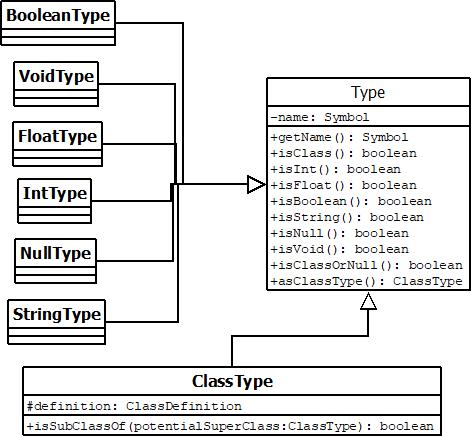 BooleanType
VoidType
FloatType
IntType
NullType
StringType
Type
-name: Symbol
+getName(): Symbol
+isClass(): boolean
+isInt(): boolean
+isFloat(): boolean
+isBoolean(): boolean
+isString(): boolean
+isNull(): boolean
+isVoid(): boolean
+isClassOrNull(): boolean
+asClassType(): ClassType
ClassType
#definition: ClassDefinition
+isSubClassOf(potentialSuperClass:ClassType): boolean